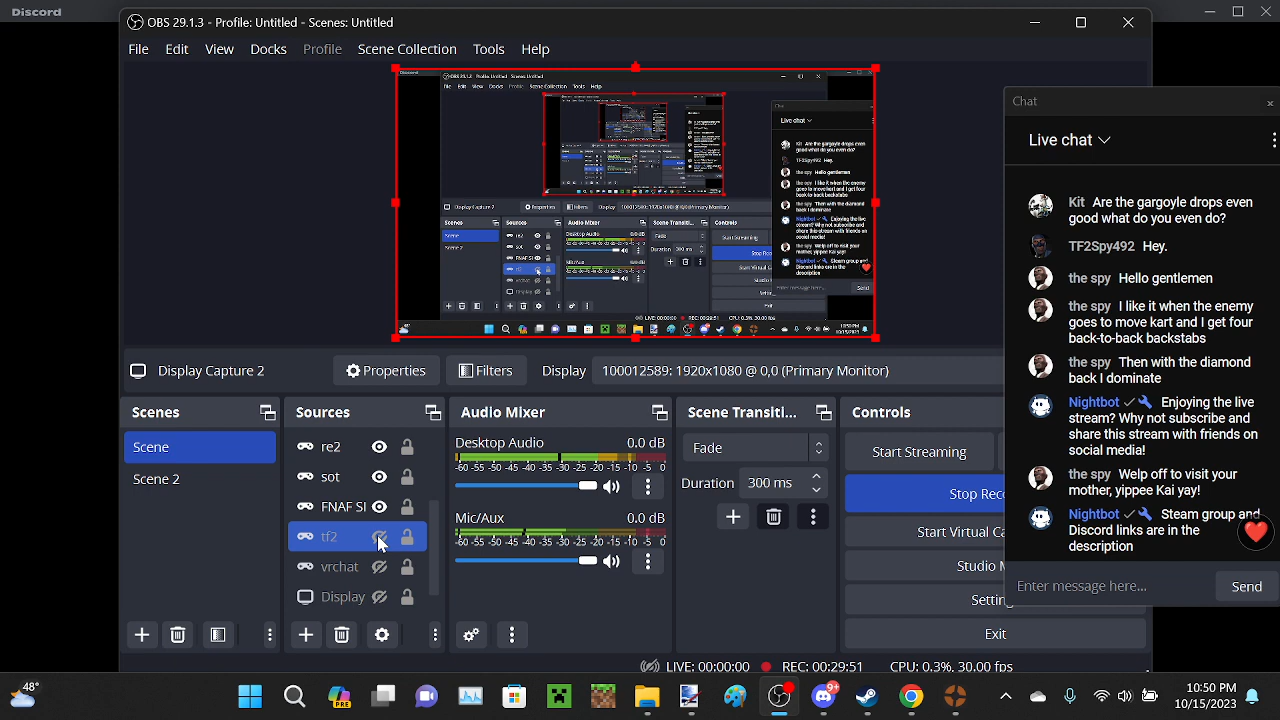 Discord
OBS 29.1.3 - Profile: Untitled - Scenes: Untitled
File Edit View Docks Profile Scene Collection Tools Help
Display Capture 2
Properties
Filters
Display
100012589: 1920x1080 @ 0,0 (Primary Monitor)
Scenes
Scene
Scene 2
Sources
re2
sot
FNAF SI
tf2
vrchat
Display
Audio Mixer
Desktop Audio 0.0 dB
-60 -55 -50 -45 -40 -35 -30 -25 -20 -15 -10 -5 0
Mic/Aux 0.0 dB
-60 -55 -50 -45 -40 -35 -30 -25 -20 -15 -10 -5 0
Scene Transiti...
Fade
Duration 300 ms
Controls
Start Streaming
Stop Reco
Start Virtual Ca
Studio M
Setting
Exit
LIVE: 00:00:00 REC: 00:29:51 CPU: 0.3%, 30.00 fps
Chat
Live chat
Kit Are the gargoyle drops even
good what do you even do?
TF2Spy492 Hey.
the spy Hello gentlemen
the spy I like it when the enemy
goes to move kart and I get four
back-to-back backstabs
the spy Then with the diamond
back I dominate
Nightbot Enjoying the live
stream? Why not subscribe and
share this stream with friends on
social media!
the spy Welp off to visit your
mother, yippee Kai yay!
Nightbot Steam group and
Discord links are in the
description
Enter message here...
Send
48°
PRE
9+
10:50 PM
10/15/2023